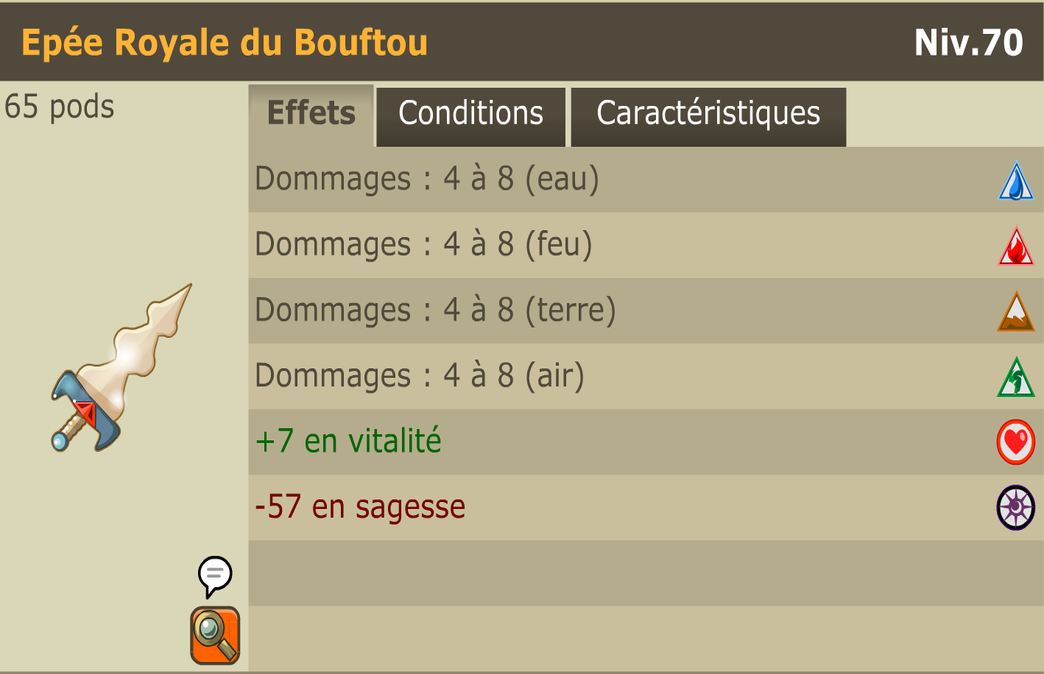 Epée Royale du Bouftou
Niv.70
65 pods
Effets
Conditions
Caractéristiques
Dommages : 4 à 8 (eau)
Dommages : 4 à 8 (feu)
Dommages : 4 à 8 (terre)
Dommages : 4 à 8 (air)
+7 en vitalité
-57 en sagesse